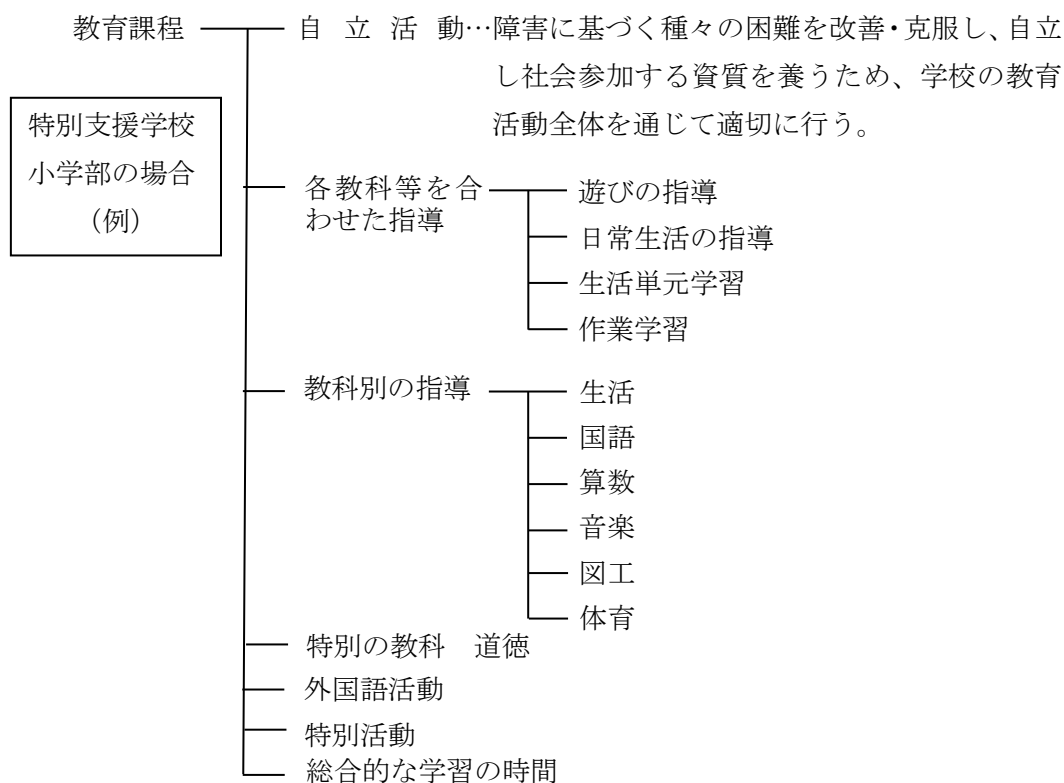 教育課程
自立活動…障害に基づく種々の困難を改善・克服し、自立
し社会参加する資質を養うため、学校の教育
活動全体を通じて適切に行う。
特別支援学校
小学部の場合
（例）
各教科等を合
わせた指導
遊びの指導
日常生活の指導
生活単元学習
作業学習
教科別の指導
生活
国語
算数
音楽
図工
体育
特別の教科　道徳
外国語活動
特別活動
総合的な学習の時間